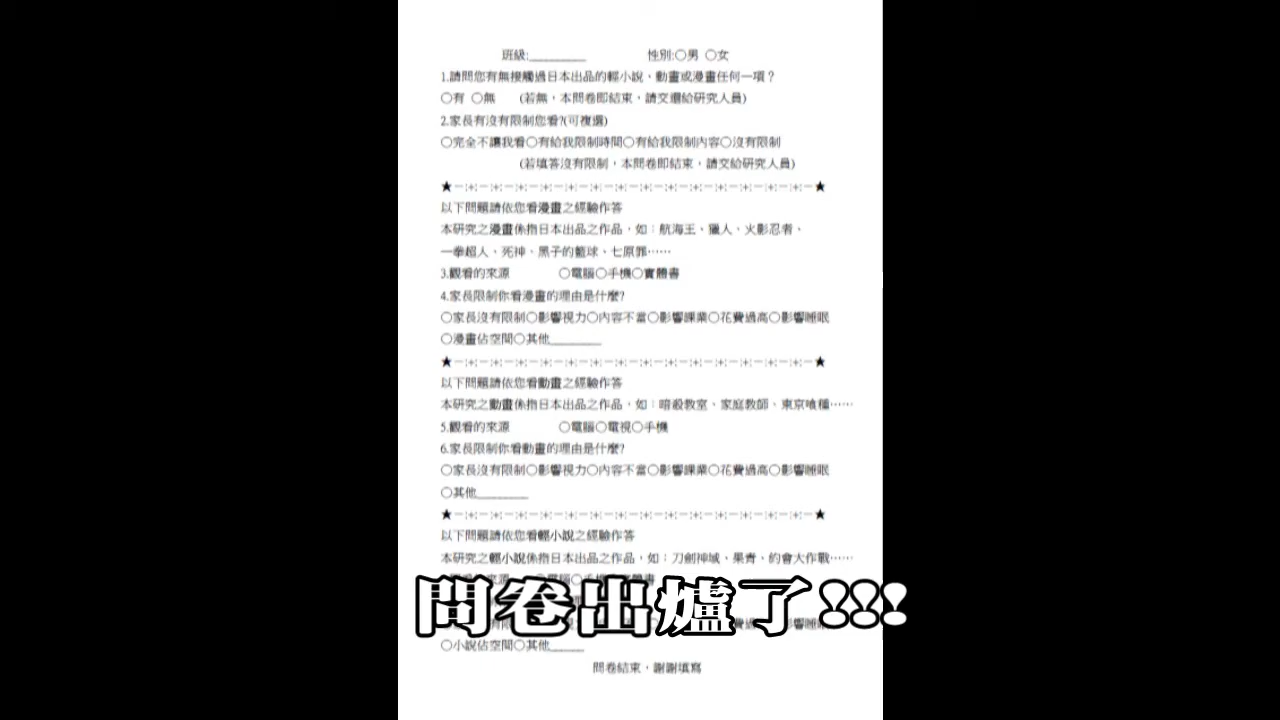 班級:________ 性別:○男 ○女
1.請問您有無接觸過日本出品的輕小說、動畫或漫畫任何一項？
○有 ○無 (若無，本問卷即結束，請交還給研究人員)
2.家長有沒有限制您看?(可複選)
○完全不讓我看○有給我限制時間○有給我限制內容○沒有限制
(若填答沒有限制，本問卷即結束，請交給研究人員)
★－:+:－:+:－:+:－:+:－:+:－:+:－:+:－:+:－:+:－:+:－:+:－:+:－:+:－:+:－★
以下問題請依您看漫畫之經驗作答
本研究之漫畫係指日本出品之作品，如：航海王、獵人、火影忍者、
一拳超人、死神、黑子的籃球、七原罪……
3.觀看的來源 ○電腦○手機○實體書
4.家長限制你看漫畫的理由是什麼?
○家長沒有限制○影響視力○內容不當○影響課業○花費過高○影響睡眠
○漫畫佔空間○其他________
★－:+:－:+:－:+:－:+:－:+:－:+:－:+:－:+:－:+:－:+:－:+:－:+:－:+:－:+:－★
以下問題請依您看動畫之經驗作答
本研究之動畫係指日本出品之作品，如：暗殺教室、家庭教師、東京喰種……
5.觀看的來源 ○電腦○電視○手機
6.家長限制你看動畫的理由是什麼?
○家長沒有限制○影響視力○內容不當○影響課業○花費過高○影響睡眠
○其他________
★－:+:－:+:－:+:－:+:－:+:－:+:－:+:－:+:－:+:－:+:－:+:－:+:－:+:－:+:－★
以下問題請依您看輕小說之經驗作答
本研究之輕小說係指日本出品之作品，如：刀劍神域、果青、約會大作戰……
問卷出爐了!!!
○小說佔空間○其他_____
問卷結束，謝謝填寫